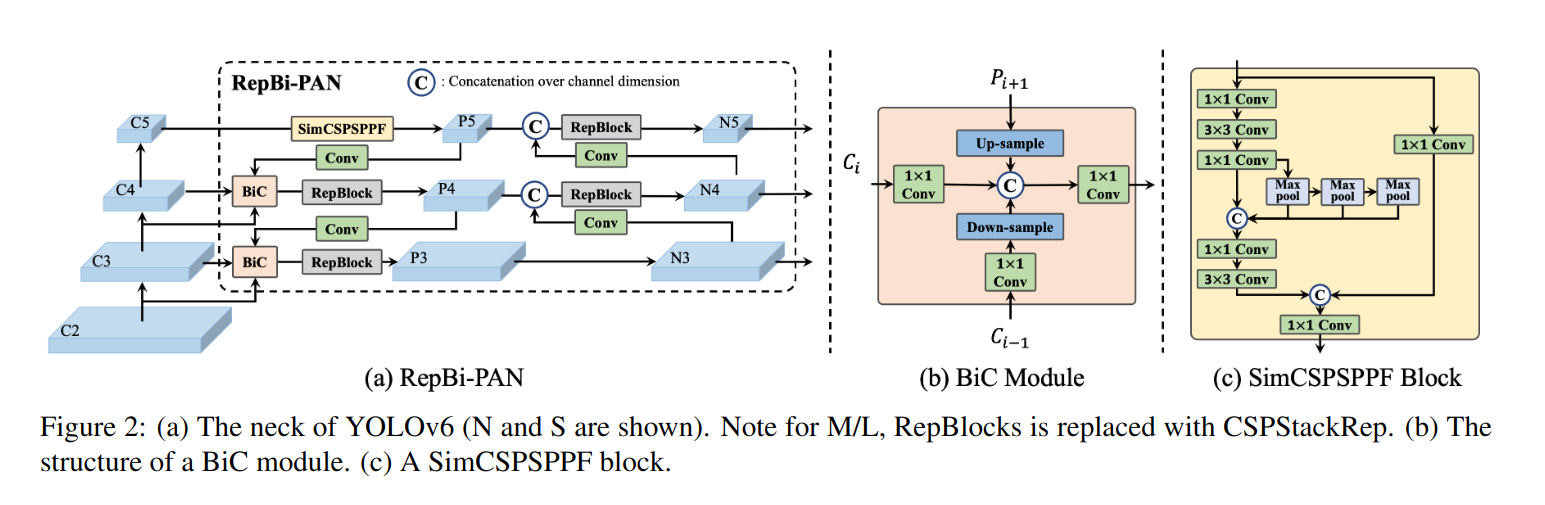 RepBi-PAN
C : Concatenation over channel dimension
C5
SimCSPSPPF
P5
C
RepBlock
N5
Conv
Conv
C4
BiC
RepBlock
P4
C
RepBlock
N4
Conv
Conv
C3
BiC
RepBlock
P3
N3
C2
(a) RepBi-PAN
P_{i+1}
Up-sample
C_i
1×1
Conv
C
1×1
Conv
Down-sample
1×1
Conv
C_{i−1}
(b) BiC Module
1×1 Conv
3×3 Conv
1×1 Conv
1×1 Conv
Max
pool
Max
pool
Max
pool
C
1×1 Conv
3×3 Conv
C
1×1 Conv
(c) SimCSPSPPF Block
Figure 2: (a) The neck of YOLOv6 (N and S are shown). Note for M/L, RepBlocks is replaced with CSPStackRep. (b) The
structure of a BiC module. (c) A SimCSPSPPF block.